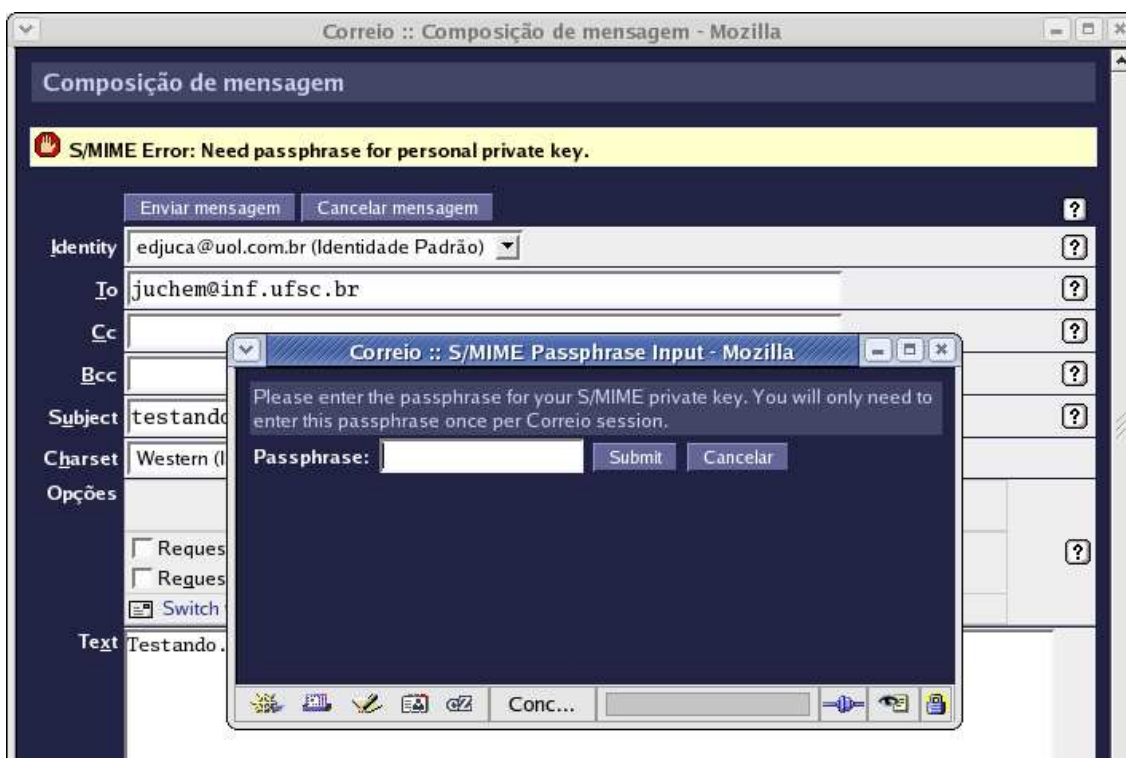 Correio :: Composição de mensagem - Mozilla
Composição de mensagem
S/MIME Error: Need passphrase for personal private key.
Enviar mensagem Cancelar mensagem ?
Identity edjuca@uol.com.br (Identidade Padrão) ?
To juchem@inf.ufsc.br ?
Cc ?
Bcc ?
Subject testando ?
Charset Western (I
Opções
Reques ?
Reques
Switch
Text Testando.
Correio :: S/MIME Passphrase Input - Mozilla
Please enter the passphrase for your S/MIME private key. You will only need to
enter this passphrase once per Correio session.
Passphrase: Submit Cancelar
Conc...